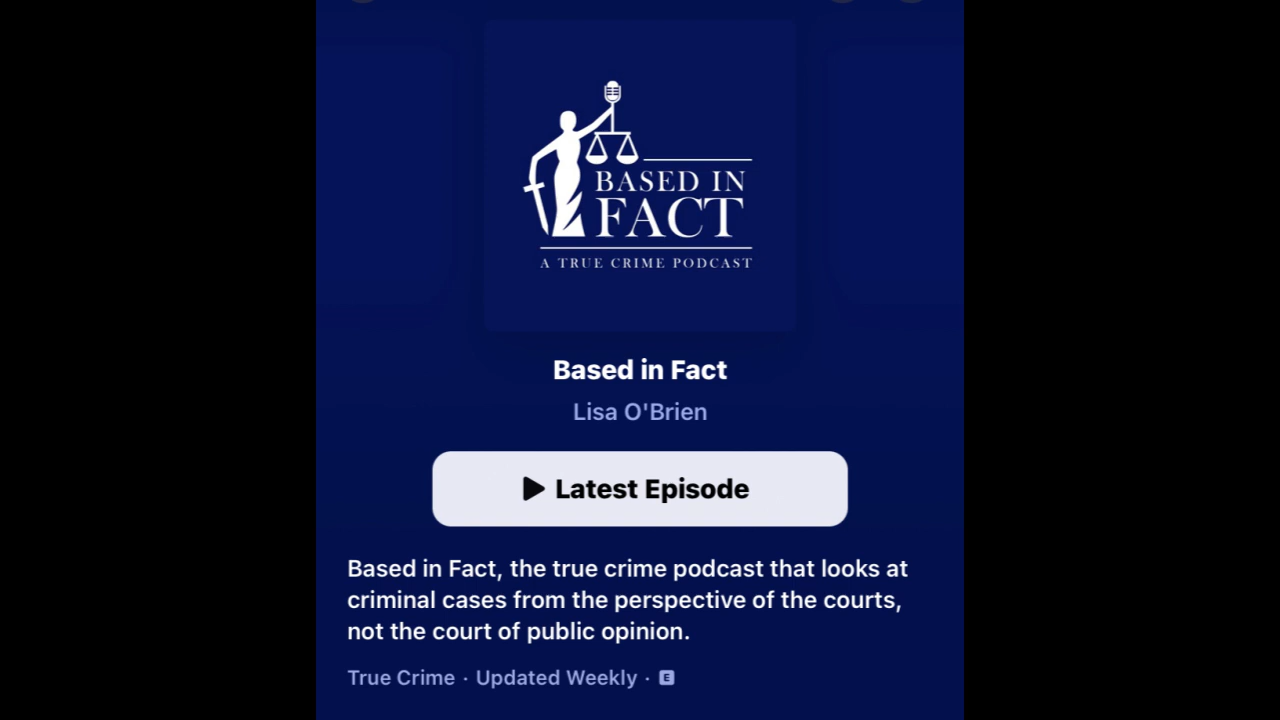 BASED IN
FACT
A TRUE CRIME PODCAST
Based in Fact
Lisa O'Brien
Latest Episode
Based in Fact, the true crime podcast that looks at
criminal cases from the perspective of the courts,
not the court of public opinion.
True Crime · Updated Weekly · E